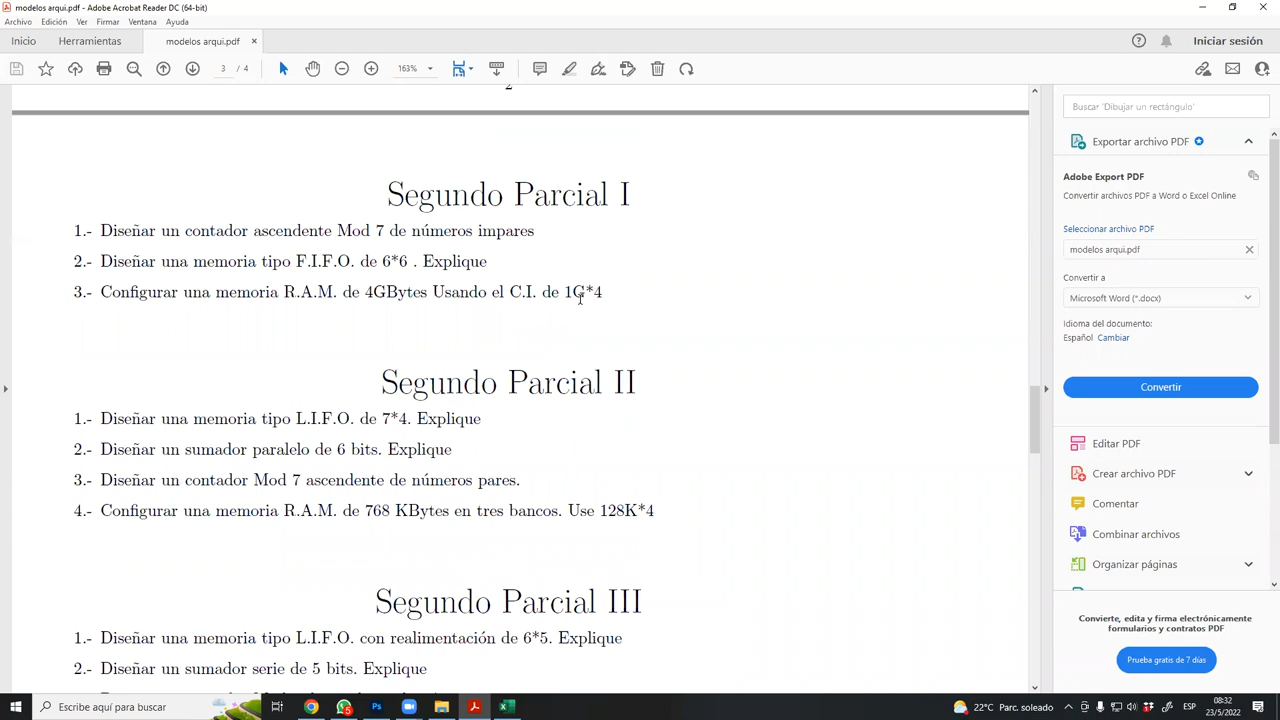 modelos arqui.pdf - Adobe Acrobat Reader DC (64-bit)
Archivo Edición Ver Firmar Ventana Ayuda
Inicio Herramientas modelos arqui.pdf × Iniciar sesión
3 / 4 163%
2
Segundo Parcial I
1.- Diseñar un contador ascendente Mod 7 de números impares
2.- Diseñar una memoria tipo F.I.F.O. de 6*6 . Explique
3.- Configurar una memoria R.A.M. de 4GBytes Usando el C.I. de 1G*4
Segundo Parcial II
1.- Diseñar una memoria tipo L.I.F.O. de 7*4. Explique
2.- Diseñar un sumador paralelo de 6 bits. Explique
3.- Diseñar un contador Mod 7 ascendente de números pares.
4.- Configurar una memoria R.A.M. de 768 KBytes en tres bancos. Use 128K*4
Segundo Parcial III
1.- Diseñar una memoria tipo L.I.F.O. con realimentación de 6*5. Explique
2.- Diseñar un sumador serie de 5 bits. Explique
Buscar 'Dibujar un rectángulo'
Exportar archivo PDF
Adobe Export PDF
Convertir archivos PDF a Word o Excel Online
Seleccionar archivo PDF
modelos arqui.pdf
Convertir a
Microsoft Word (*.docx)
Idioma del documento:
Español Cambiar
Convertir
Editar PDF
Crear archivo PDF
Comentar
Combinar archivos
Organizar páginas
Convierte, edita y firma electrónicamente
formularios y contratos PDF
Prueba gratis de 7 días
Escribe aquí para buscar
22°C Parc. soleado
ESP
08:32
23/5/2022